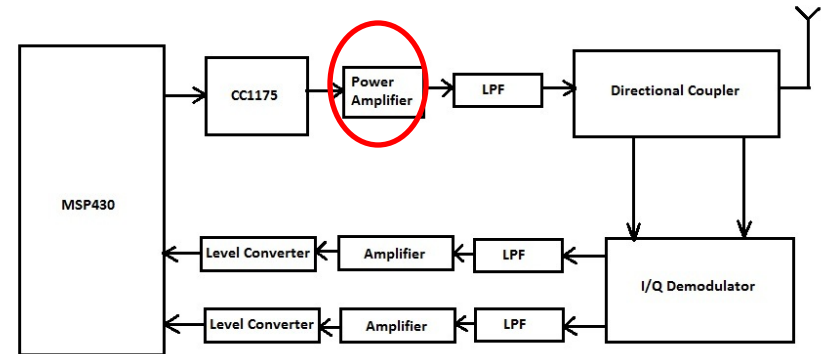 Power
Amplifier
CC1175
LPF
Directional Coupler
MSP430
Level Converter
Amplifier
LPF
I/Q Demodulator
Level Converter
Amplifier
LPF